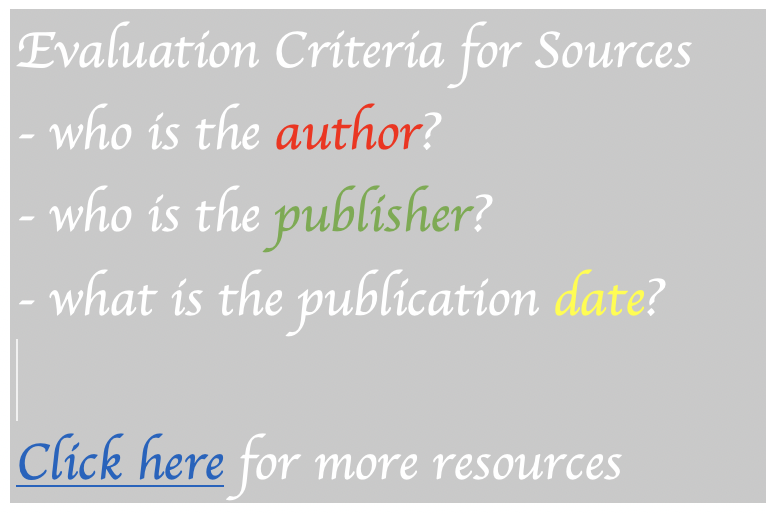 Evaluation Criteria for Sources
- who is the author?
- who is the publisher?
- what is the publication date?
Click here for more resources